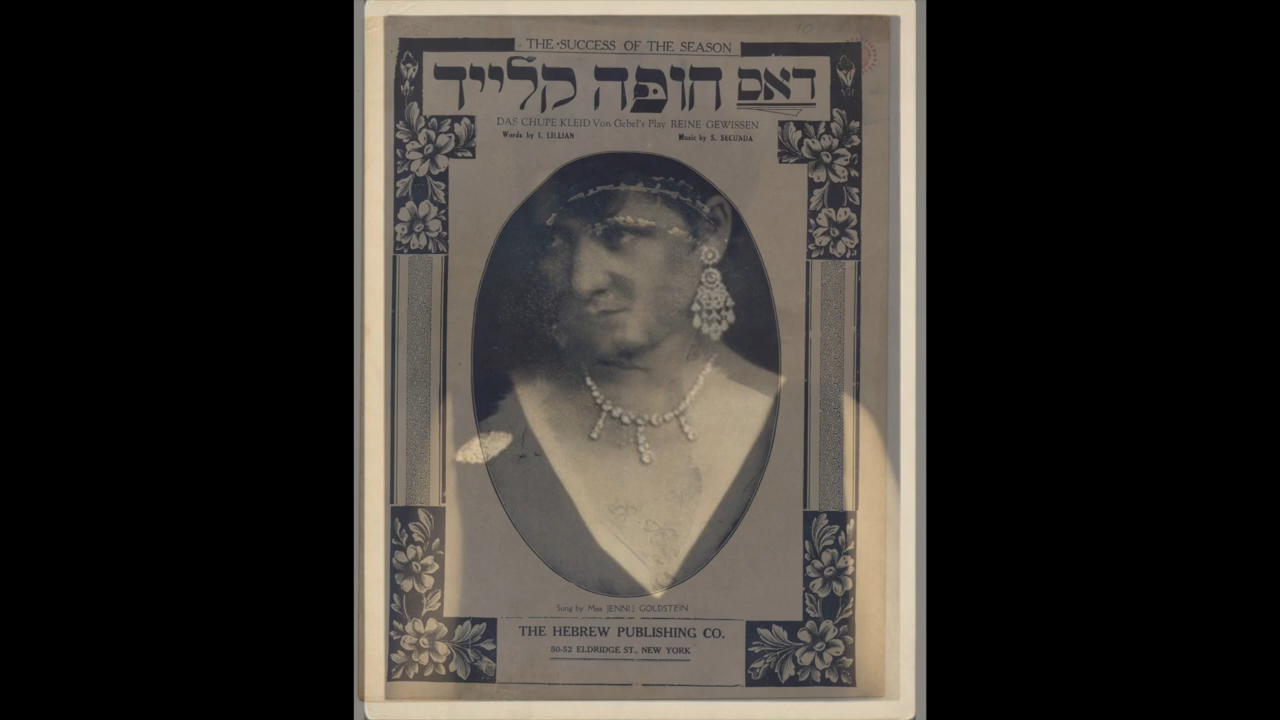 THE · SUCCESS OF THE SEASON
דאס חופּה קלייד
DAS CHUPE KLEID Von Gebel's Play REINE GEWISSEN
Words by I. LILLIAN Music by S. SECUNDA
Sung by Miss JENNIE GOLDSTEIN
THE HEBREW PUBLISHING CO.
50-52 ELDRIDGE ST., NEW YORK